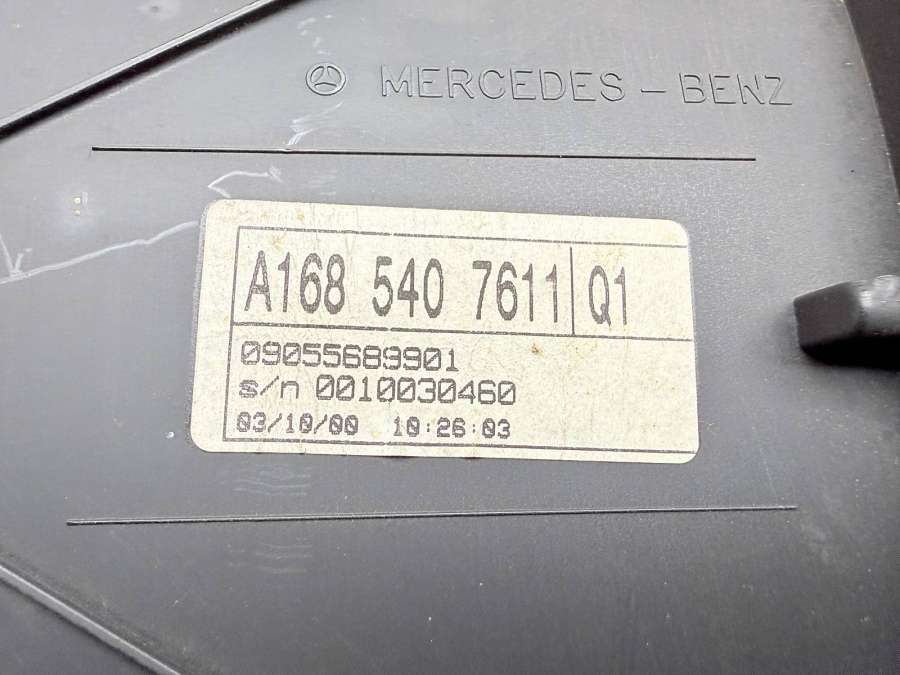 MERCEDES-BENZ
A168 540 7611 Q1
09055689901
s/n 0010030460
03/10/00 10:26:03